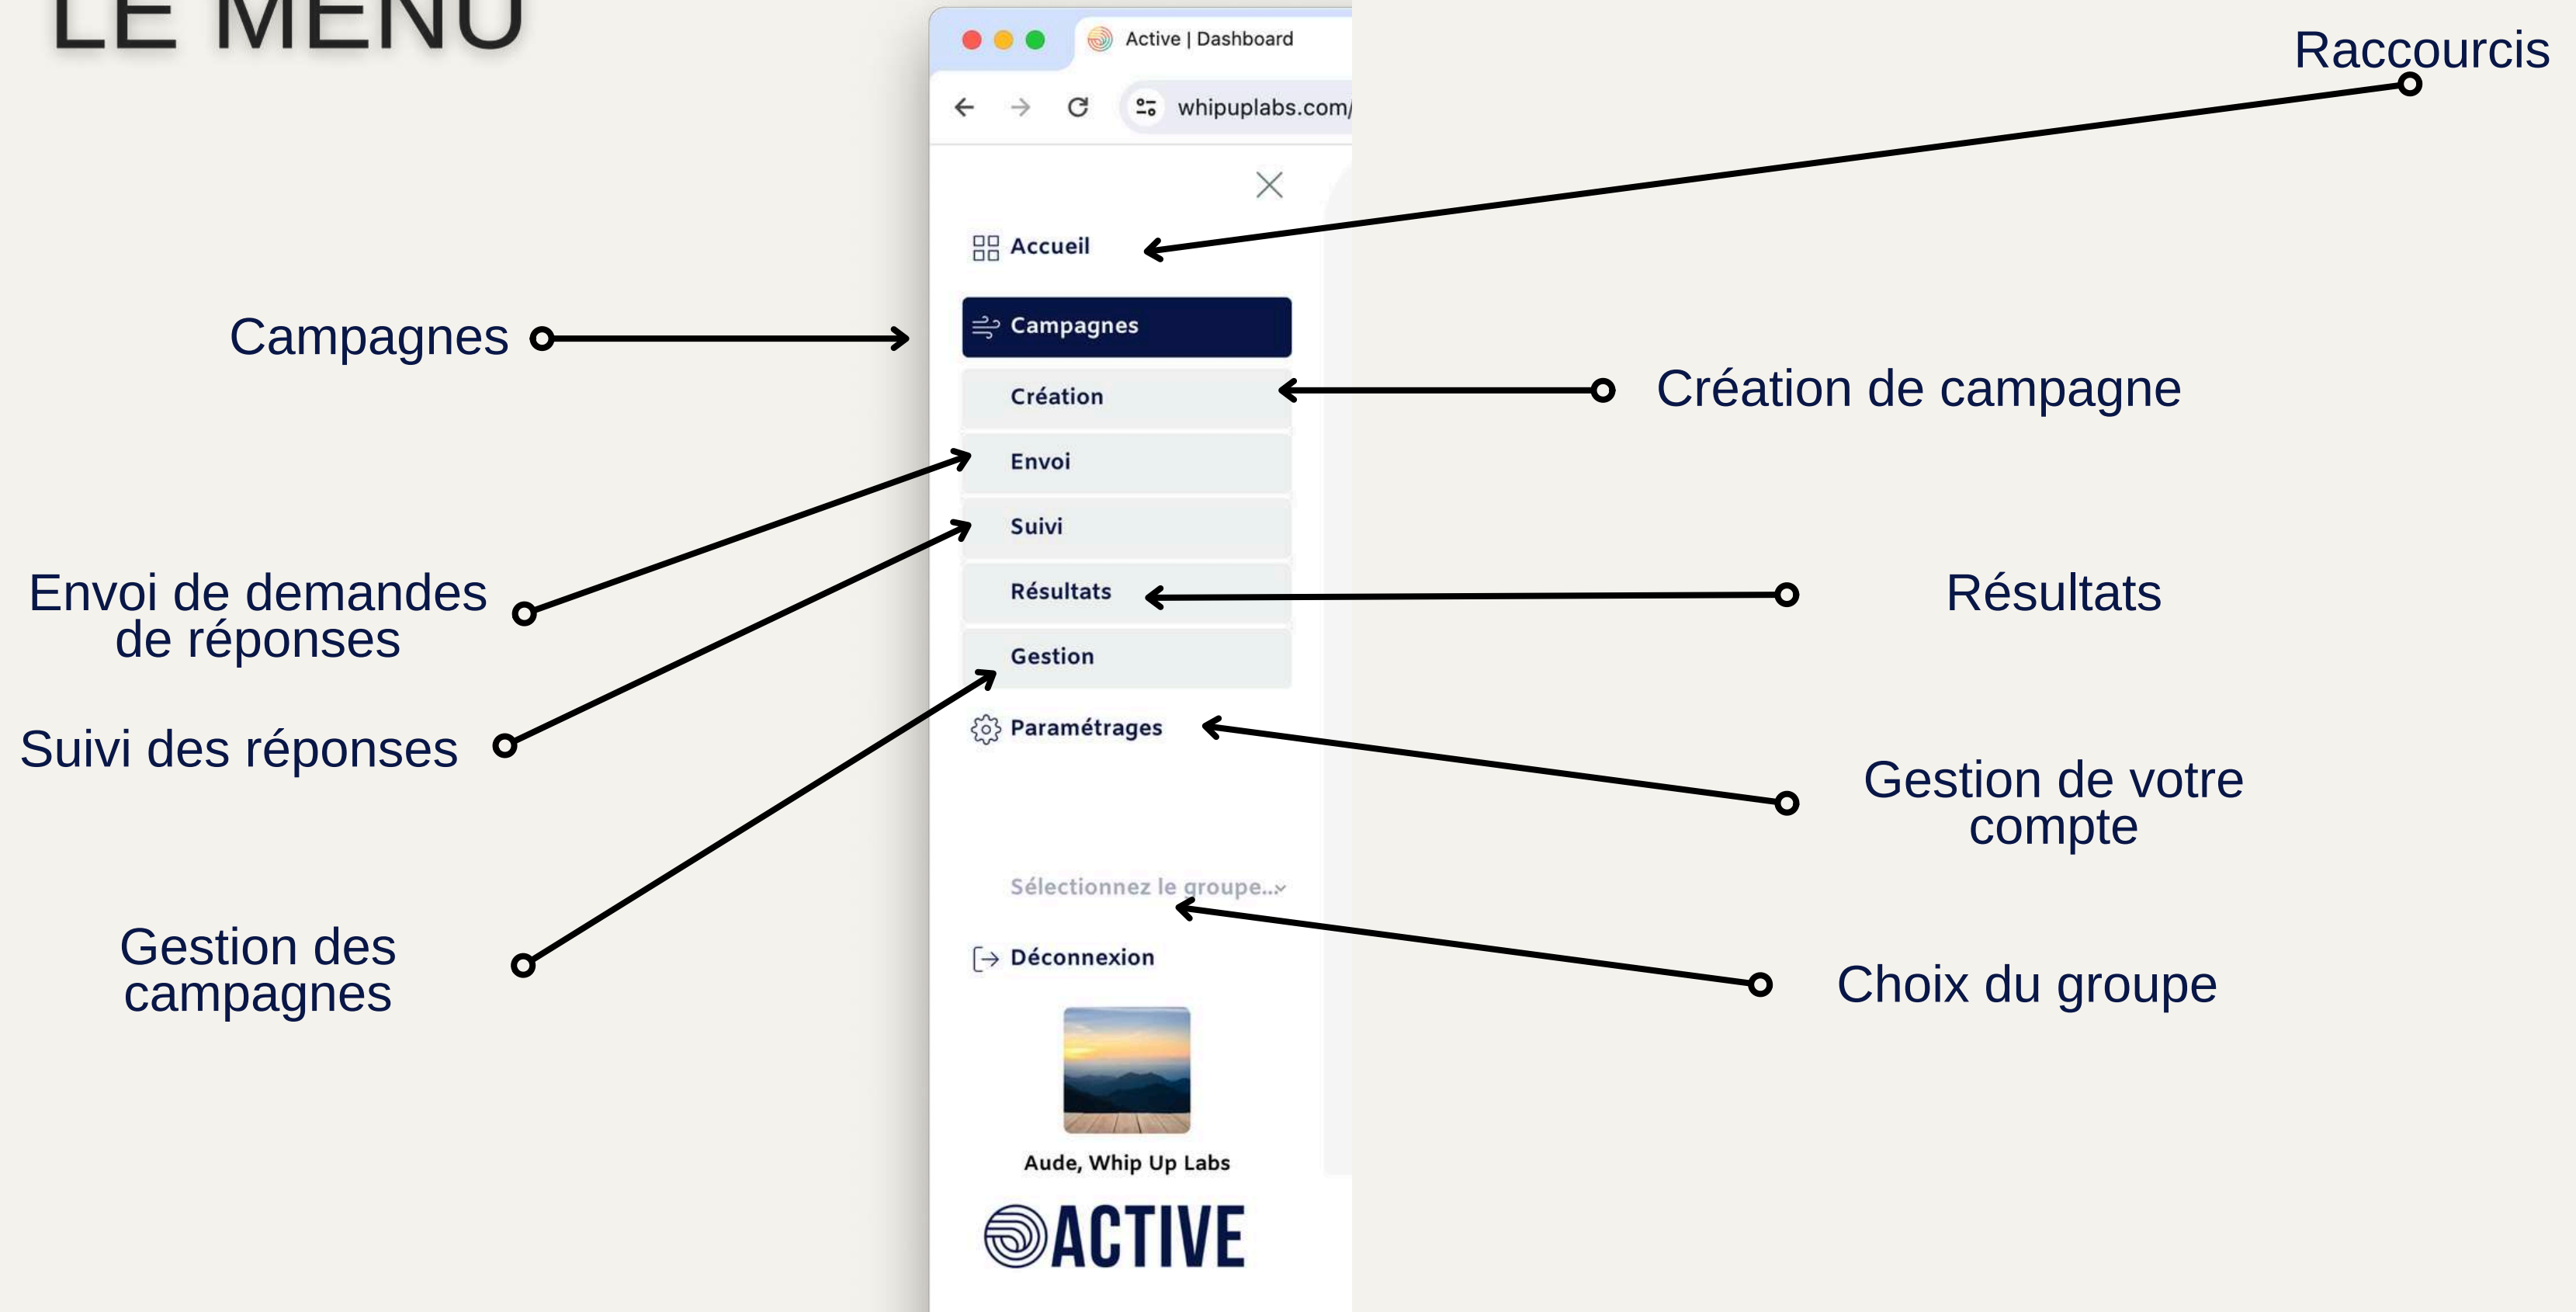 LE MENU
Active | Dashboard
whipuplabs.com/
Raccourcis
Accueil
Campagnes
Campagnes
Création
Création de campagne
Envoi
Suivi
Envoi de demandes
de réponses
Résultats
Résultats
Gestion
Suivi des réponses
Paramétrages
Gestion de votre
compte
Sélectionnez le groupe...
Gestion des
campagnes
Déconnexion
Choix du groupe
Aude, Whip Up Labs
ACTIVE